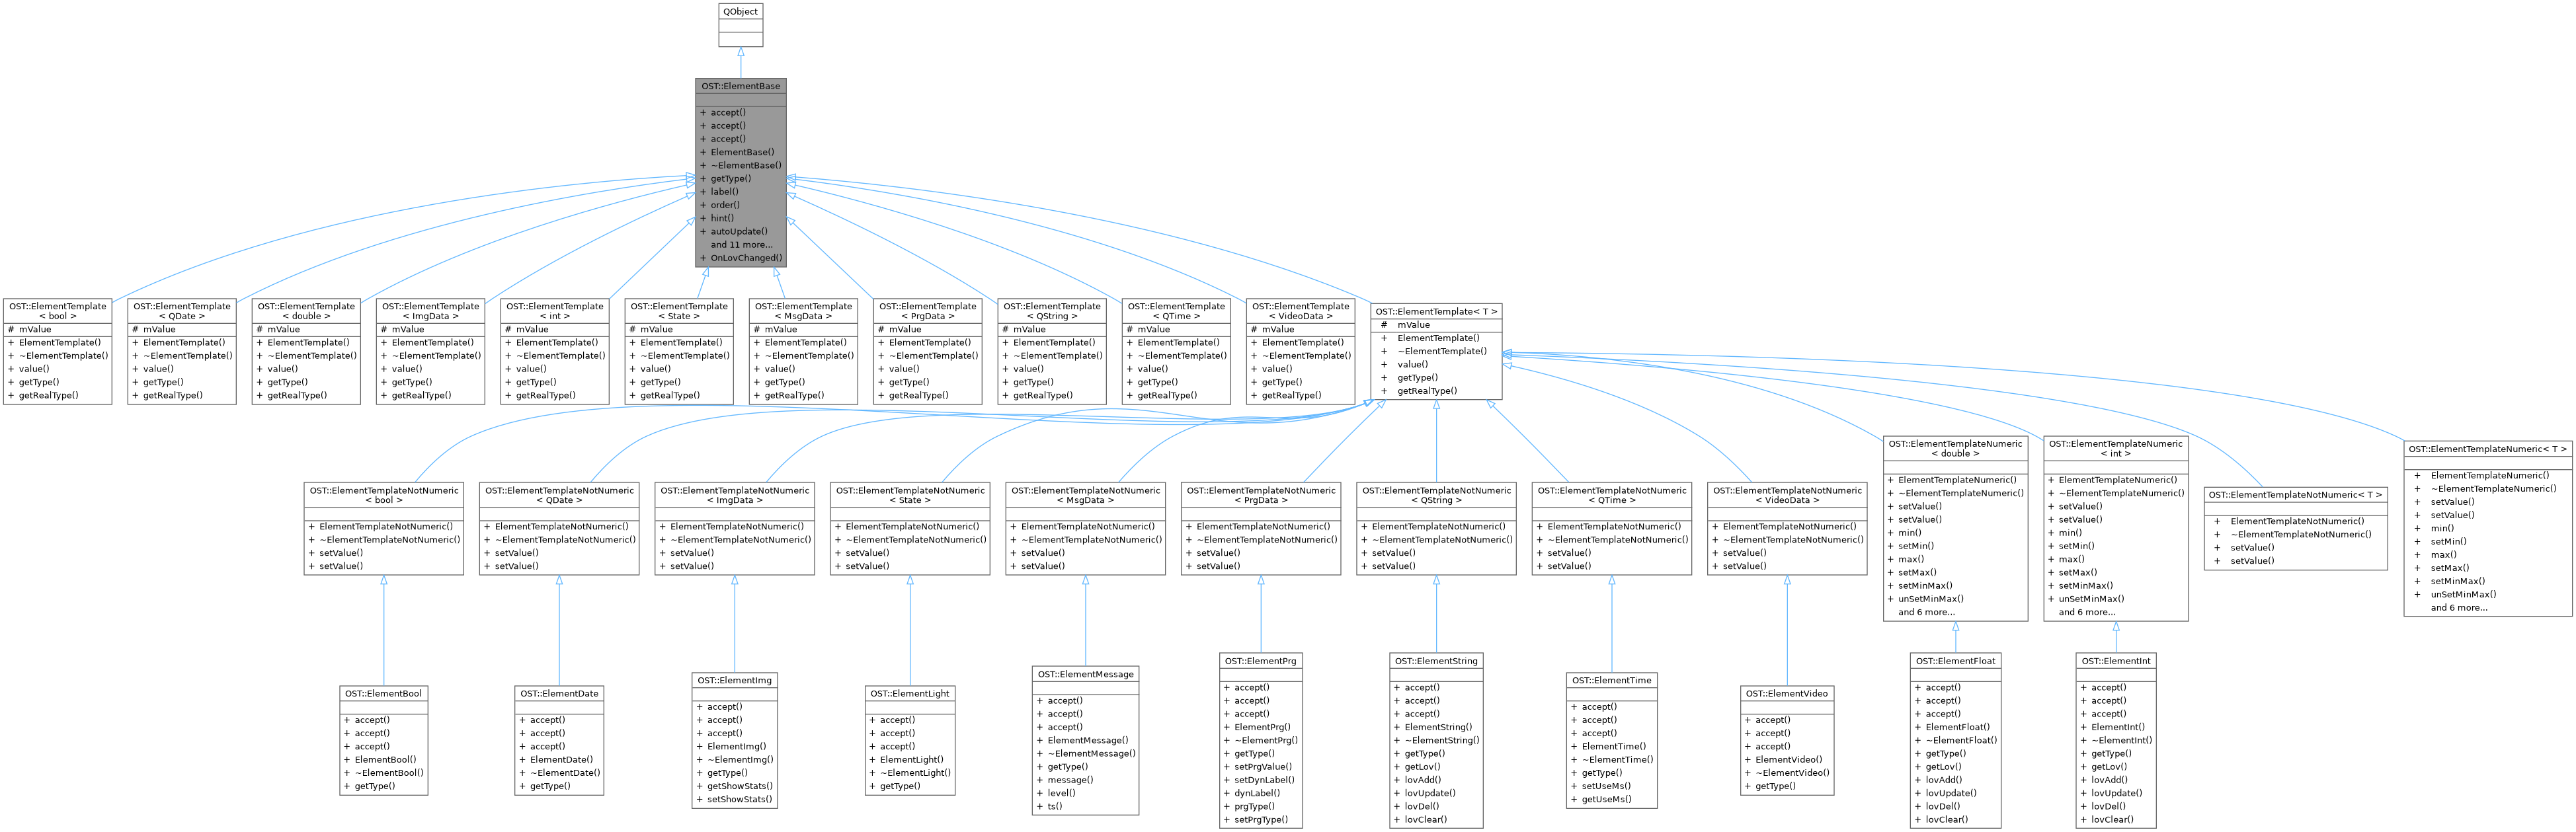 QObject
OST::ElementBase
+ accept()
+ accept()
+ accept()
+ ElementBase()
+ ~ElementBase()
+ getType()
+ label()
+ order()
+ hint()
+ autoUpdate()
and 11 more...
+ OnLovChanged()
OST::ElementTemplate
< bool >
# mValue
+ ElementTemplate()
+ ~ElementTemplate()
+ value()
+ getType()
+ getRealType()
OST::ElementTemplate
< QDate >
# mValue
+ ElementTemplate()
+ ~ElementTemplate()
+ value()
+ getType()
+ getRealType()
OST::ElementTemplate
< double >
# mValue
+ ElementTemplate()
+ ~ElementTemplate()
+ value()
+ getType()
+ getRealType()
OST::ElementTemplate
< ImgData >
# mValue
+ ElementTemplate()
+ ~ElementTemplate()
+ value()
+ getType()
+ getRealType()
OST::ElementTemplate
< int >
# mValue
+ ElementTemplate()
+ ~ElementTemplate()
+ value()
+ getType()
+ getRealType()
OST::ElementTemplate
< State >
# mValue
+ ElementTemplate()
+ ~ElementTemplate()
+ value()
+ getType()
+ getRealType()
OST::ElementTemplate
< MsgData >
# mValue
+ ElementTemplate()
+ ~ElementTemplate()
+ value()
+ getType()
+ getRealType()
OST::ElementTemplate
< PrgData >
# mValue
+ ElementTemplate()
+ ~ElementTemplate()
+ value()
+ getType()
+ getRealType()
OST::ElementTemplate
< QString >
# mValue
+ ElementTemplate()
+ ~ElementTemplate()
+ value()
+ getType()
+ getRealType()
OST::ElementTemplate
< QTime >
# mValue
+ ElementTemplate()
+ ~ElementTemplate()
+ value()
+ getType()
+ getRealType()
OST::ElementTemplate
< VideoData >
# mValue
+ ElementTemplate()
+ ~ElementTemplate()
+ value()
+ getType()
+ getRealType()
OST::ElementTemplate< T >
# mValue
+ ElementTemplate()
+ ~ElementTemplate()
+ value()
+ getType()
+ getRealType()
OST::ElementTemplateNotNumeric
< bool >
+ ElementTemplateNotNumeric()
+ ~ElementTemplateNotNumeric()
+ setValue()
+ setValue()
OST::ElementTemplateNotNumeric
< QDate >
+ ElementTemplateNotNumeric()
+ ~ElementTemplateNotNumeric()
+ setValue()
+ setValue()
OST::ElementTemplateNotNumeric
< ImgData >
+ ElementTemplateNotNumeric()
+ ~ElementTemplateNotNumeric()
+ setValue()
+ setValue()
OST::ElementTemplateNotNumeric
< State >
+ ElementTemplateNotNumeric()
+ ~ElementTemplateNotNumeric()
+ setValue()
+ setValue()
OST::ElementTemplateNotNumeric
< MsgData >
+ ElementTemplateNotNumeric()
+ ~ElementTemplateNotNumeric()
+ setValue()
+ setValue()
OST::ElementTemplateNotNumeric
< PrgData >
+ ElementTemplateNotNumeric()
+ ~ElementTemplateNotNumeric()
+ setValue()
+ setValue()
OST::ElementTemplateNotNumeric
< QString >
+ ElementTemplateNotNumeric()
+ ~ElementTemplateNotNumeric()
+ setValue()
+ setValue()
OST::ElementTemplateNotNumeric
< QTime >
+ ElementTemplateNotNumeric()
+ ~ElementTemplateNotNumeric()
+ setValue()
+ setValue()
OST::ElementTemplateNotNumeric
< VideoData >
+ ElementTemplateNotNumeric()
+ ~ElementTemplateNotNumeric()
+ setValue()
+ setValue()
OST::ElementTemplateNumeric
< double >
+ ElementTemplateNumeric()
+ ~ElementTemplateNumeric()
+ setValue()
+ setValue()
+ min()
+ setMin()
+ max()
+ setMax()
+ setMinMax()
+ unSetMinMax()
and 6 more...
OST::ElementTemplateNumeric
< int >
+ ElementTemplateNumeric()
+ ~ElementTemplateNumeric()
+ setValue()
+ setValue()
+ min()
+ setMin()
+ max()
+ setMax()
+ setMinMax()
+ unSetMinMax()
and 6 more...
OST::ElementTemplateNotNumeric< T >
+ ElementTemplateNotNumeric()
+ ~ElementTemplateNotNumeric()
+ setValue()
+ setValue()
OST::ElementTemplateNumeric< T >
+ ElementTemplateNumeric()
+ ~ElementTemplateNumeric()
+ setValue()
+ setValue()
+ min()
+ setMin()
+ max()
+ setMax()
+ setMinMax()
+ unSetMinMax()
and 6 more...
OST::ElementBool
+ accept()
+ accept()
+ accept()
+ ElementBool()
+ ~ElementBool()
+ getType()
OST::ElementDate
+ accept()
+ accept()
+ accept()
+ ElementDate()
+ ~ElementDate()
+ getType()
OST::ElementImg
+ accept()
+ accept()
+ accept()
+ ElementImg()
+ ~ElementImg()
+ getType()
+ getShowStats()
+ setShowStats()
OST::ElementLight
+ accept()
+ accept()
+ accept()
+ ElementLight()
+ ~ElementLight()
+ getType()
OST::ElementMessage
+ accept()
+ accept()
+ accept()
+ ElementMessage()
+ ~ElementMessage()
+ getType()
+ message()
+ level()
+ ts()
OST::ElementPrg
+ accept()
+ accept()
+ accept()
+ ElementPrg()
+ ~ElementPrg()
+ getType()
+ setPrgValue()
+ setDynLabel()
+ dynLabel()
+ prgType()
+ setPrgType()
OST::ElementString
+ accept()
+ accept()
+ accept()
+ ElementString()
+ ~ElementString()
+ getType()
+ getLov()
+ lovAdd()
+ lovUpdate()
+ lovDel()
+ lovClear()
OST::ElementTime
+ accept()
+ accept()
+ accept()
+ ElementTime()
+ ~ElementTime()
+ getType()
+ setUseMs()
+ getUseMs()
OST::ElementVideo
+ accept()
+ accept()
+ accept()
+ ElementVideo()
+ ~ElementVideo()
+ getType()
OST::ElementFloat
+ accept()
+ accept()
+ accept()
+ ElementFloat()
+ ~ElementFloat()
+ getType()
+ getLov()
+ lovAdd()
+ lovUpdate()
+ lovDel()
+ lovClear()
OST::ElementInt
+ accept()
+ accept()
+ accept()
+ ElementInt()
+ ~ElementInt()
+ getType()
+ getLov()
+ lovAdd()
+ lovUpdate()
+ lovDel()
+ lovClear()